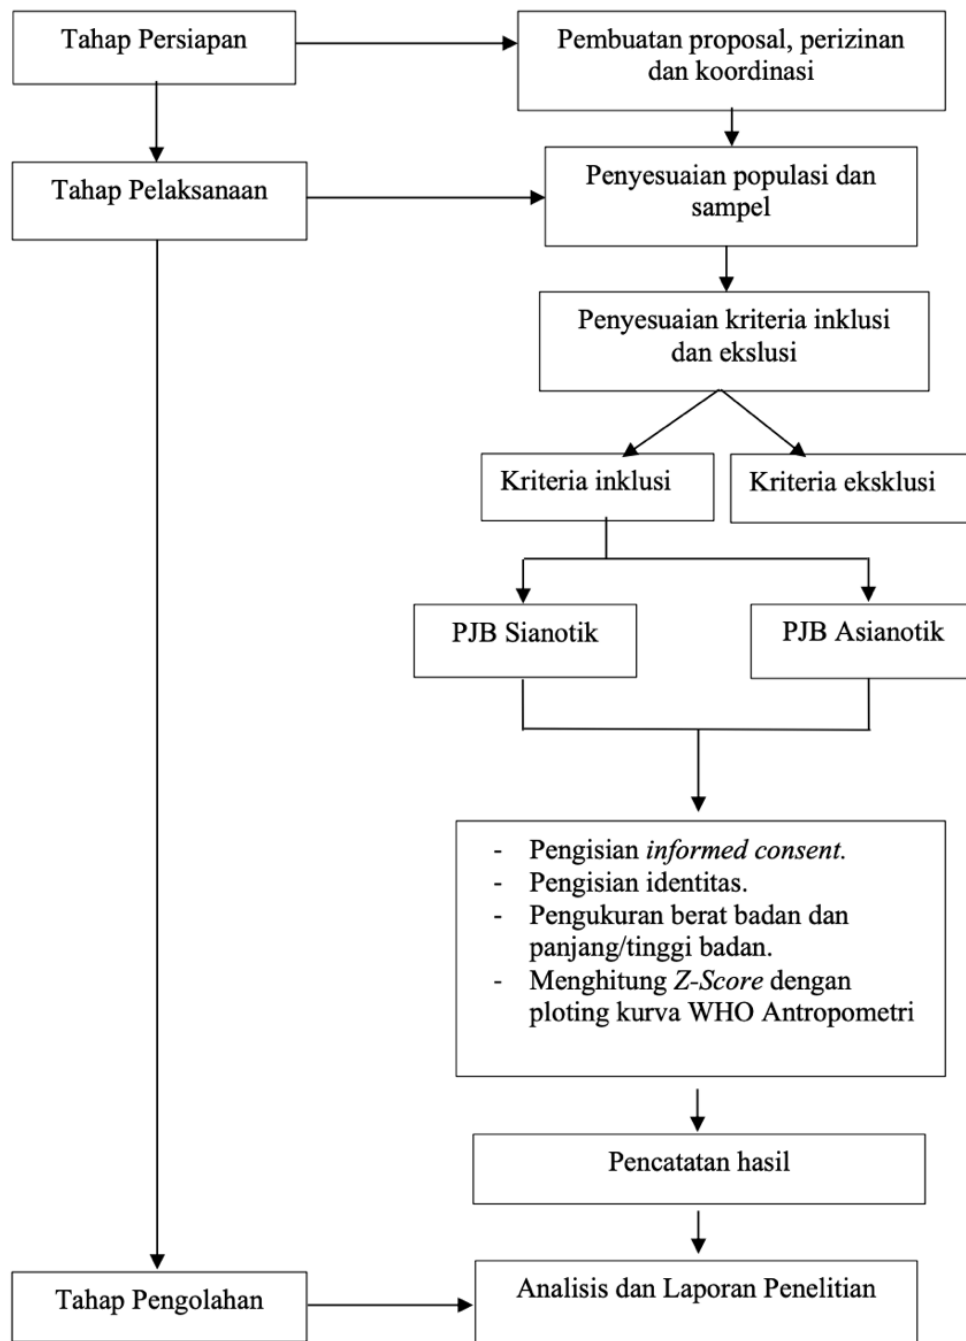 Tahap Persiapan
Pembuatan proposal, perizinan
dan koordinasi
Tahap Pelaksanaan
Penyesuaian populasi dan
sampel
Penyesuaian kriteria inklusi
dan ekslusi
Kriteria inklusi
Kriteria eksklusi
PJB Sianotik
PJB Asianotik
- Pengisian informed consent.
- Pengisian identitas.
- Pengukuran berat badan dan
panjang/tinggi badan.
- Menghitung Z-Score dengan
ploting kurva WHO Antropometri
Pencatatan hasil
Tahap Pengolahan
Analisis dan Laporan Penelitian